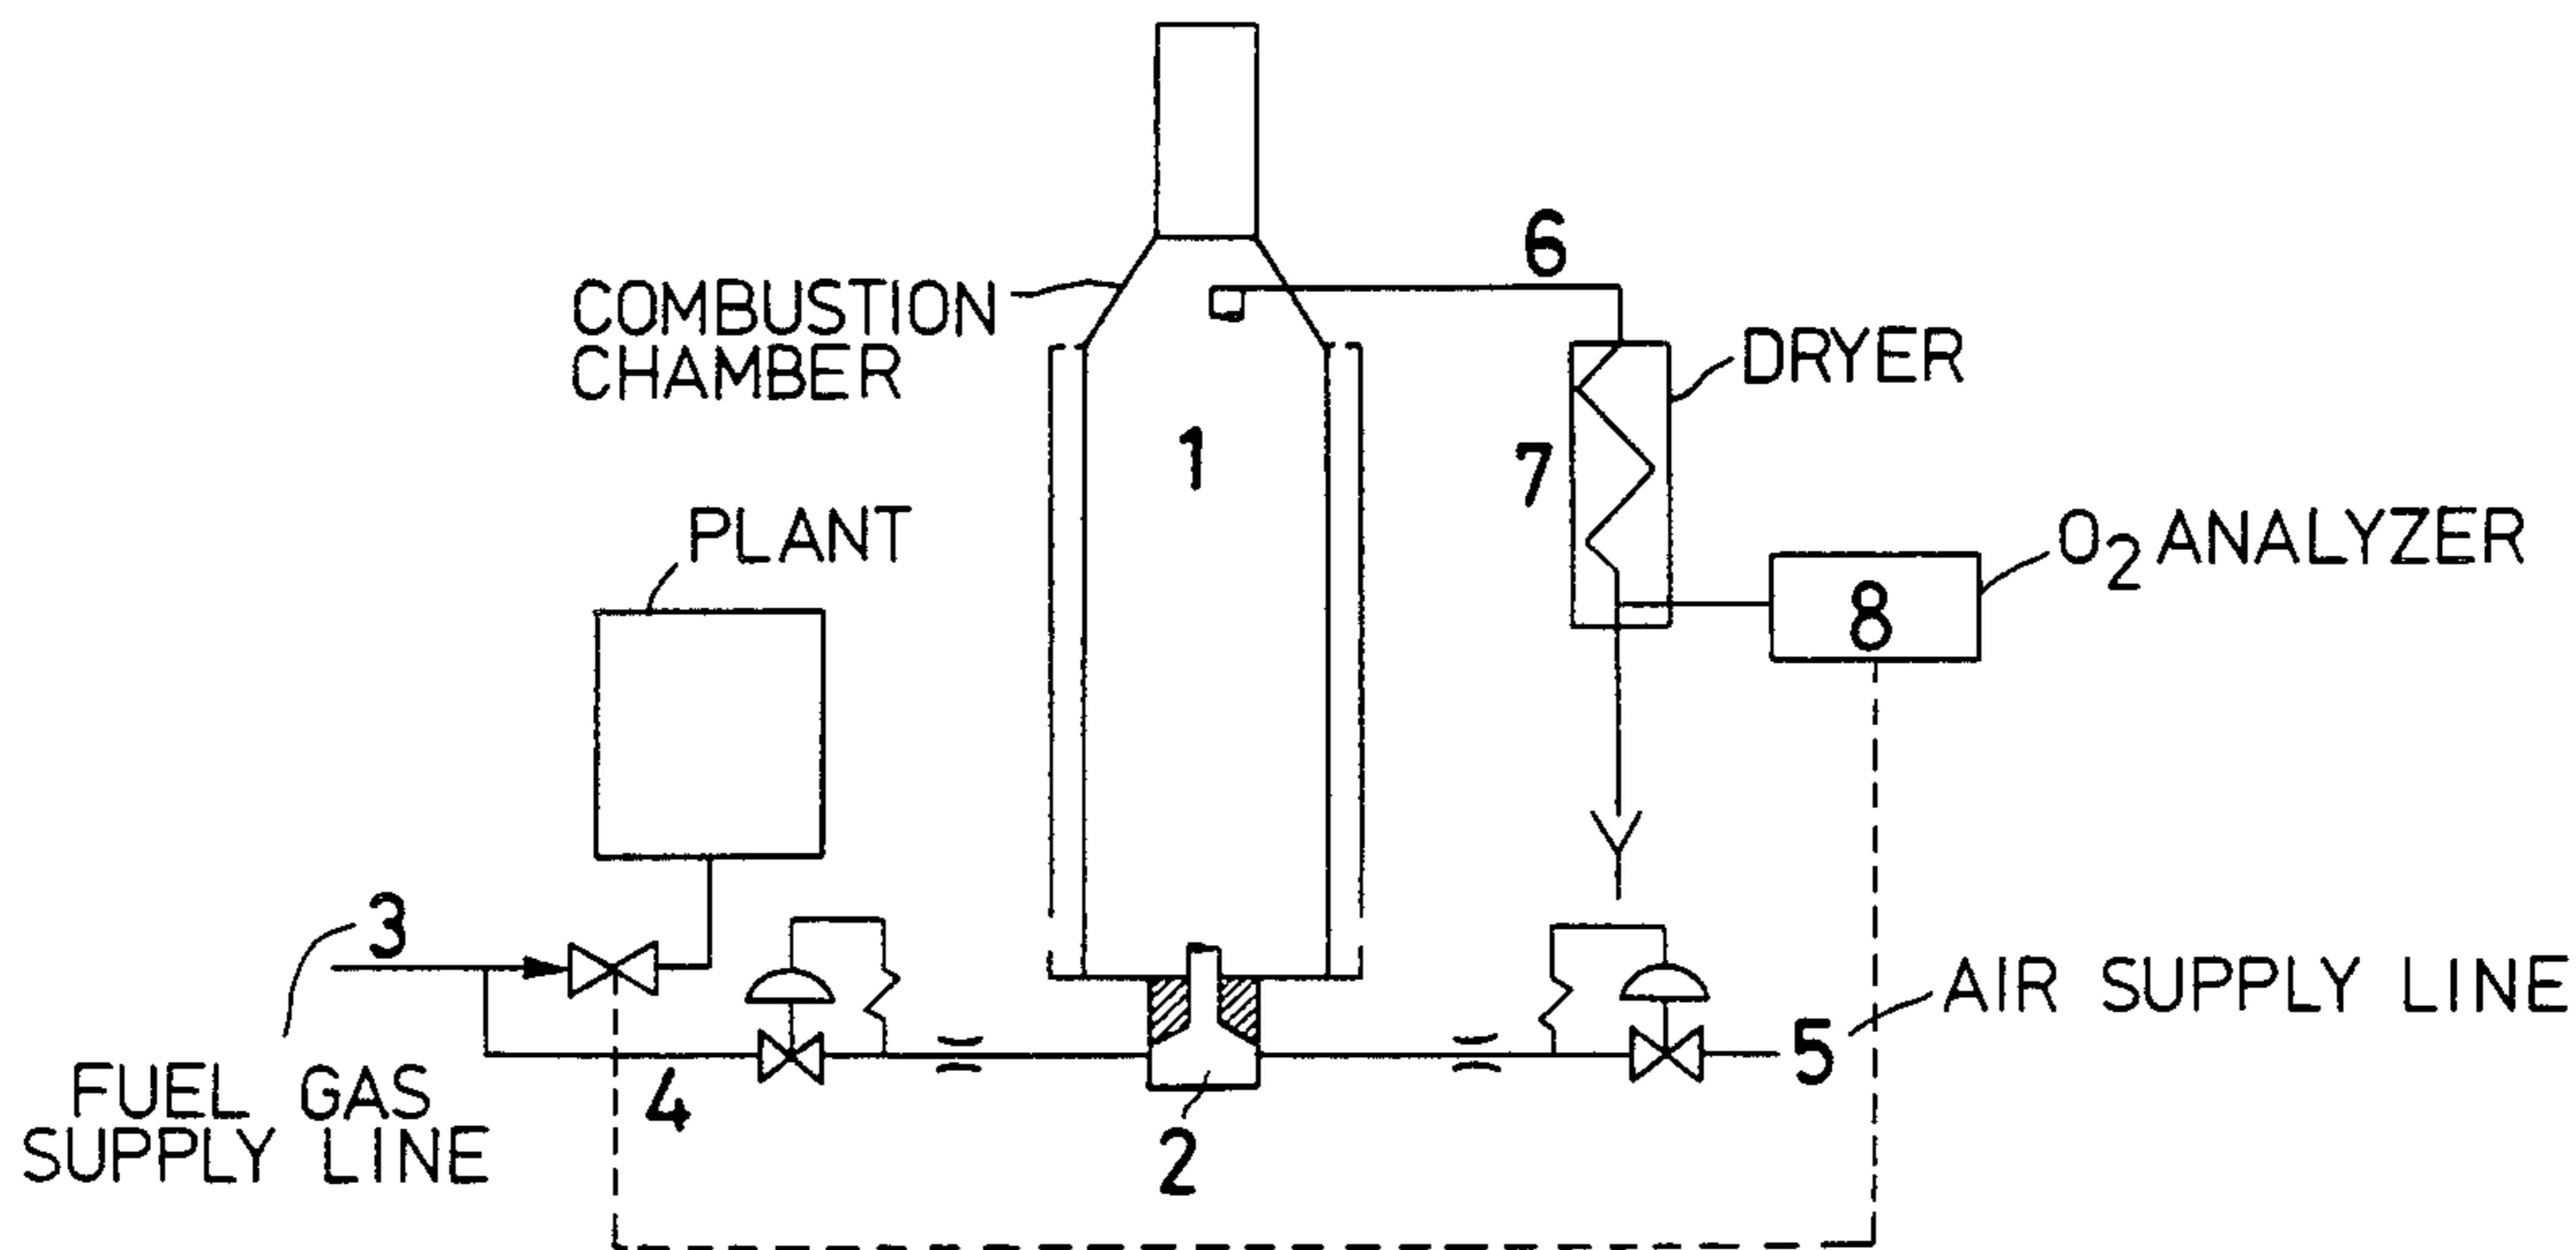 6
COMBUSTION
CHAMBER
DRYER
1
7
PLANT
O2 ANALYZER
8
3
AIR SUPPLY LINE
5
FUEL GAS
SUPPLY LINE
4
2